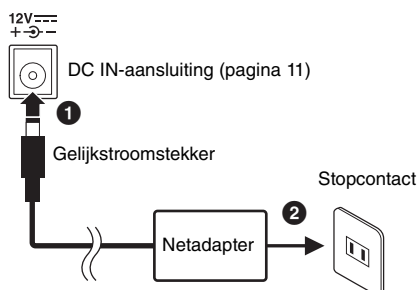 12V
+ -
DC IN-aansluiting (pagina 11)
1
Gelijkstroomstekker
Stopcontact
2
Netadapter